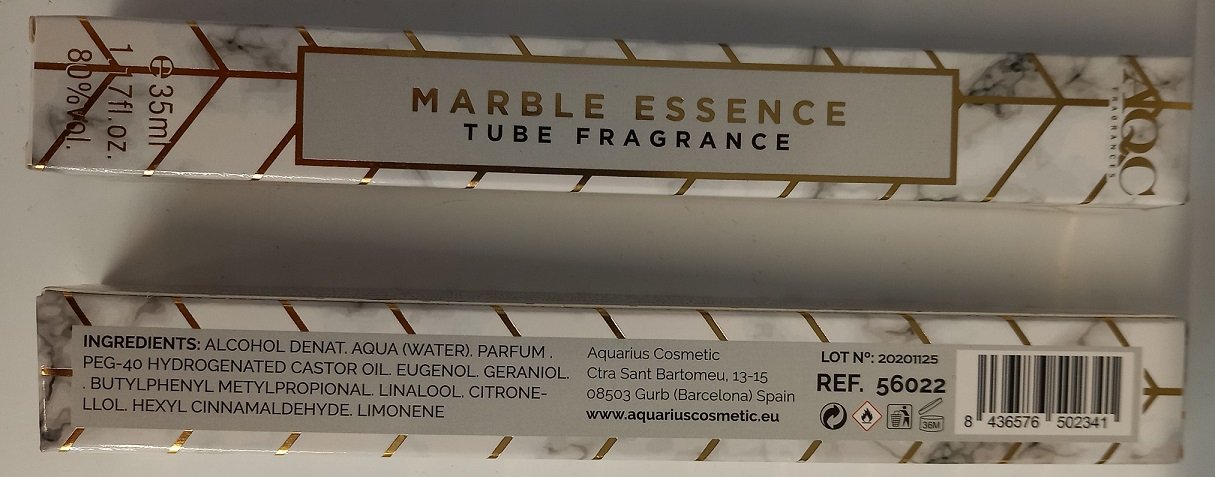 ℮35ml
1.17fl.oz.
80%vol.
MARBLE ESSENCE
TUBE FRAGRANCE
AQC
FRAGRANCES
INGREDIENTS: ALCOHOL DENAT. AQUA (WATER). PARFUM .
PEG-40 HYDROGENATED CASTOR OIL. EUGENOL. GERANIOL.
. BUTYLPHENYL METYLPROPIONAL. LINALOOL. CITRONE-
LLOL. HEXYL CINNAMALDEHYDE. LIMONENE
Aquarius Cosmetic
Ctra Sant Bartomeu, 13-15
08503 Gurb (Barcelona) Spain
www.aquariuscosmetic.eu
LOT Nº: 20201125
REF. 56022
36M
8 436576 502341